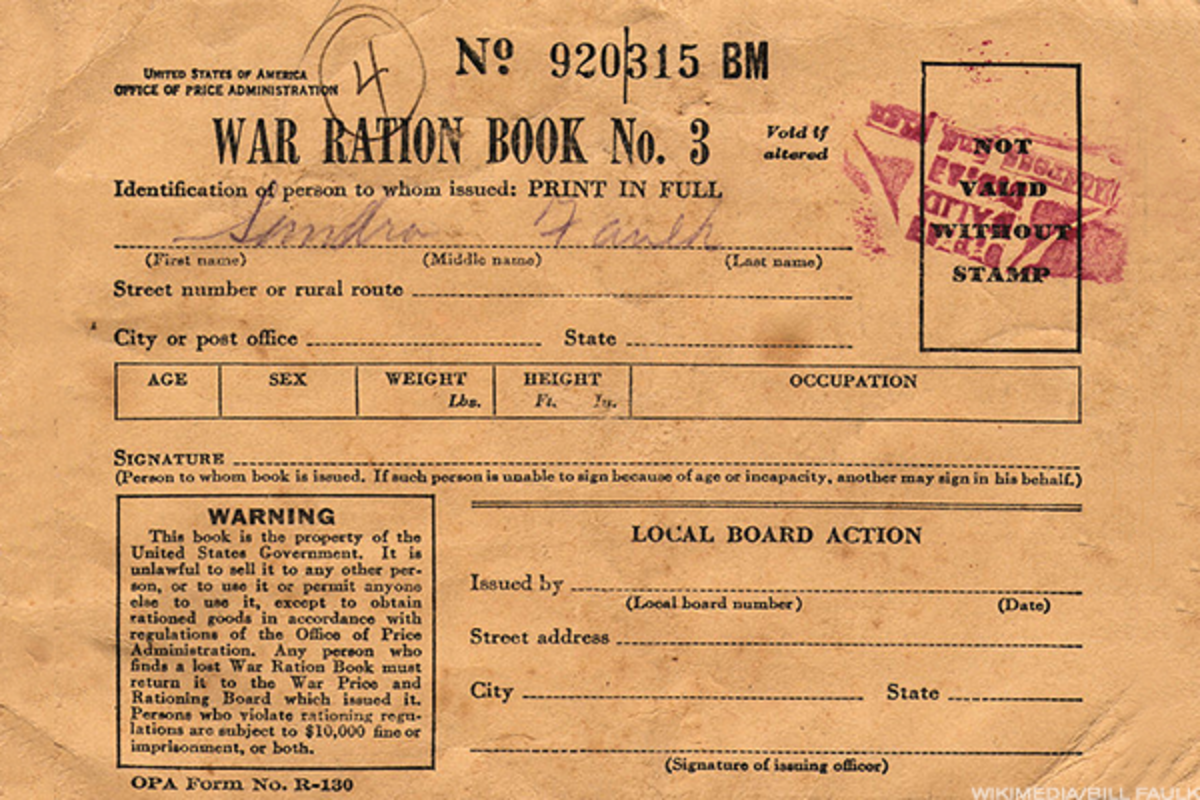 Nº 920315 BM
4
UNITED STATES OF AMERICA
OFFICE OF PRICE ADMINISTRATION
WAR RATION BOOK No. 3
Void if
altered
Identification of person to whom issued: PRINT IN FULL
Sandra Faulk
(First name) (Middle name) (Last name)
Street number or rural route
City or post office State
AGE SEX WEIGHT HEIGHT OCCUPATION
Lbs. Ft. In.
NOT
VALID
WITHOUT
STAMP
SIGNATURE
(Person to whom book is issued. If such person is unable to sign because of age or incapacity, another may sign in his behalf.)
WARNING
This book is the property of the
United States Government. It is
unlawful to sell it to any other per-
son, or to use it or permit anyone
else to use it, except to obtain
rationed goods in accordance with
regulations of the Office of Price
Administration. Any person who
finds a lost War Ration Book must
return it to the War Price and
Rationing Board which issued it.
Persons who violate rationing regu-
lations are subject to $10,000 fine or
imprisonment, or both.
OPA Form No. R-130
LOCAL BOARD ACTION
Issued by
(Local board number) (Date)
Street address
City State
(Signature of issuing officer)
WIKIMEDIA/BILL FAULK